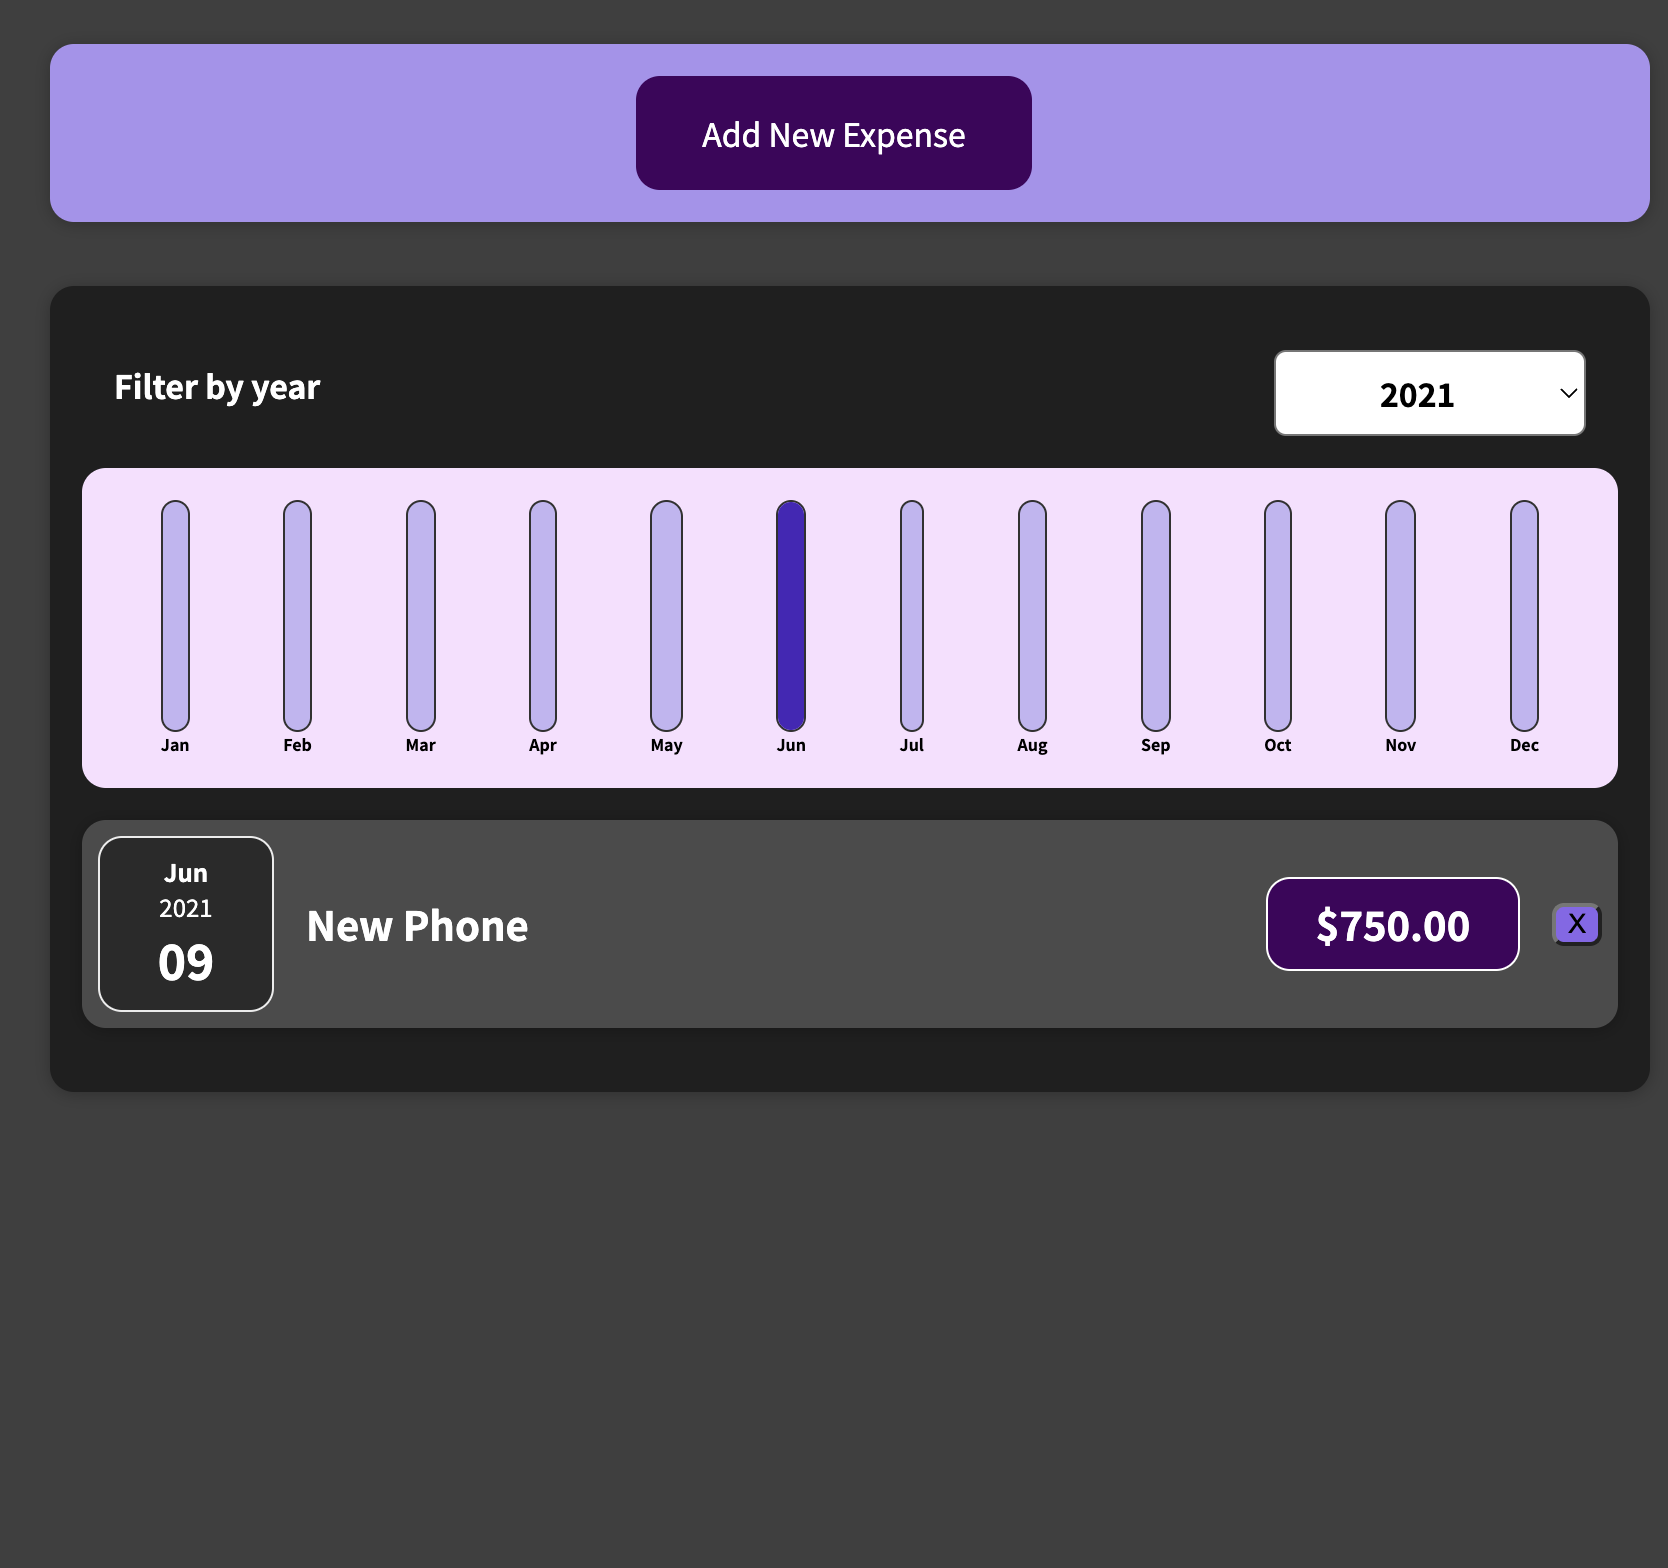 Add New Expense
Filter by year
2021
Jan Feb Mar Apr May Jun Jul Aug Sep Oct Nov Dec
Jun
2021
09
New Phone
$750.00
X